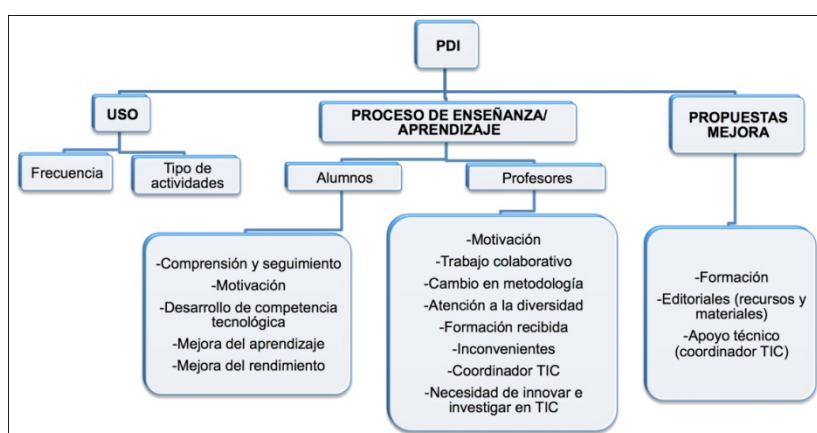 PDI
USO
PROCESO DE ENSEÑANZA/
APRENDIZAJE
PROPUESTAS
MEJORA
Frecuencia
Tipo de
actividades
Alumnos
Profesores
-Comprensión y seguimiento
-Motivación
-Desarrollo de competencia
tecnológica
-Mejora del aprendizaje
-Mejora del rendimiento
-Motivación
-Trabajo colaborativo
-Cambio en metodología
-Atención a la diversidad
-Formación recibida
-Inconvenientes
-Coordinador TIC
-Necesidad de innovar e
investigar en TIC
-Formación
-Editoriales (recursos y
materiales)
-Apoyo técnico
(coordinador TIC)